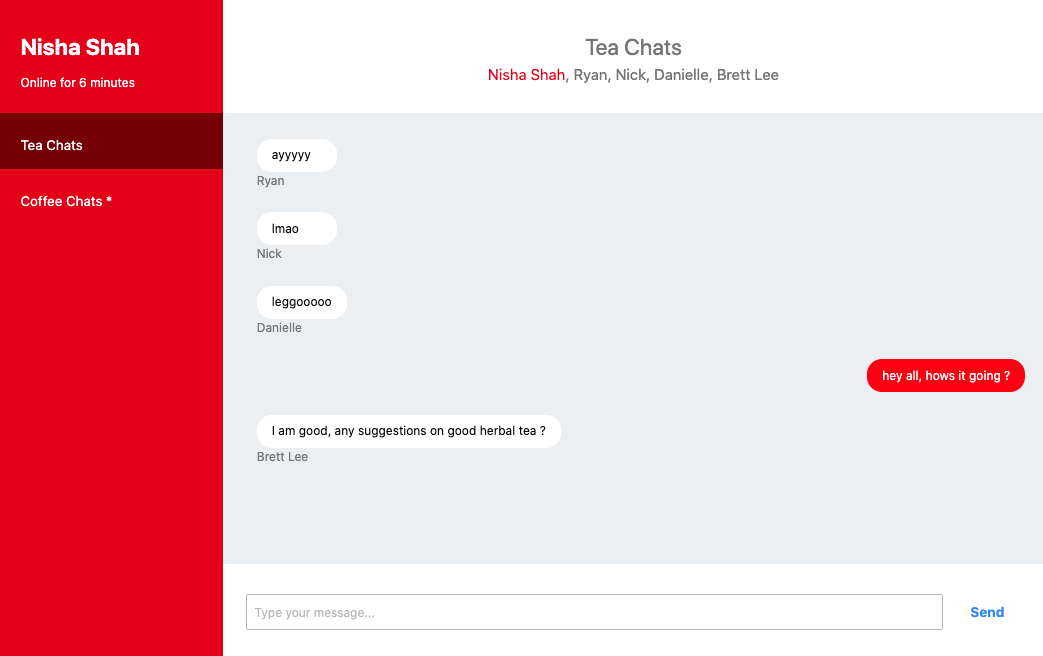 Nisha Shah
Online for 6 minutes
Tea Chats
Coffee Chats *
Tea Chats
Nisha Shah, Ryan, Nick, Danielle, Brett Lee
ayyyyy
Ryan
lmao
Nick
leggooooo
Danielle
hey all, hows it going ?
I am good, any suggestions on good herbal tea ?
Brett Lee
Type your message...
Send